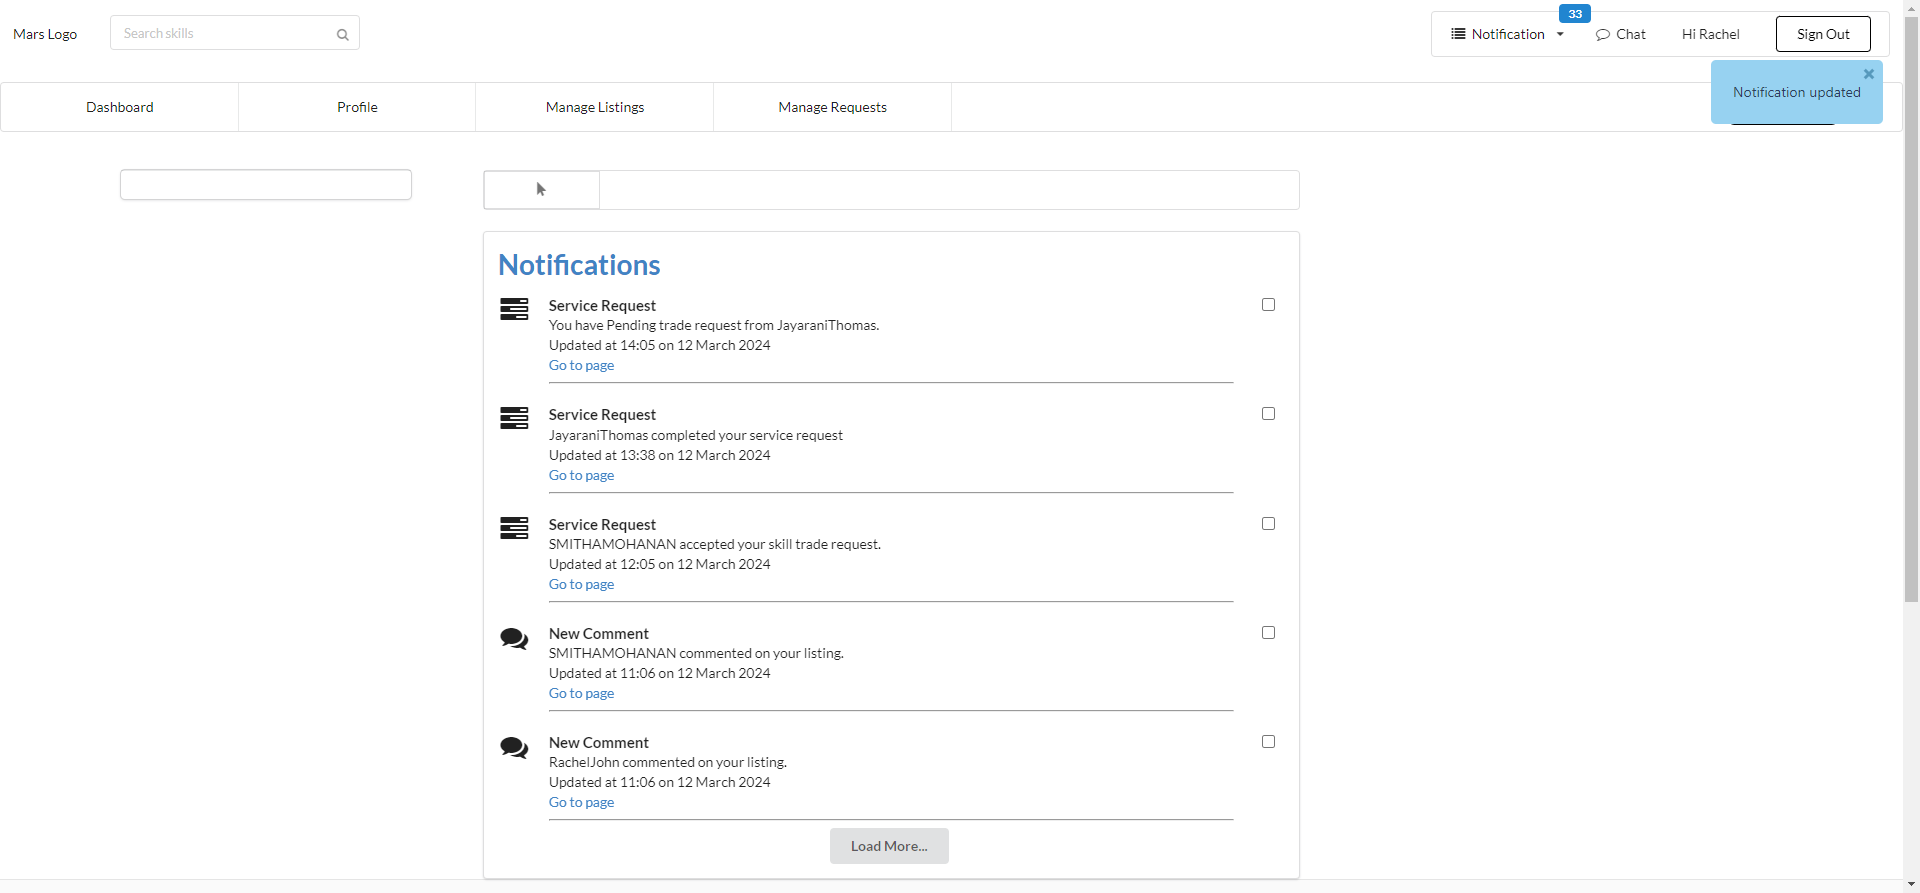 Mars Logo
Search skills
33
Notification
Chat
Hi Rachel
Sign Out
Notification updated
Dashboard
Profile
Manage Listings
Manage Requests
Notifications
Service Request
You have Pending trade request from JayaraniThomas.
Updated at 14:05 on 12 March 2024
Go to page
Service Request
JayaraniThomas completed your service request
Updated at 13:38 on 12 March 2024
Go to page
Service Request
SMITHAMOHANAN accepted your skill trade request.
Updated at 12:05 on 12 March 2024
Go to page
New Comment
SMITHAMOHANAN commented on your listing.
Updated at 11:06 on 12 March 2024
Go to page
New Comment
RachelJohn commented on your listing.
Updated at 11:06 on 12 March 2024
Go to page
Load More...